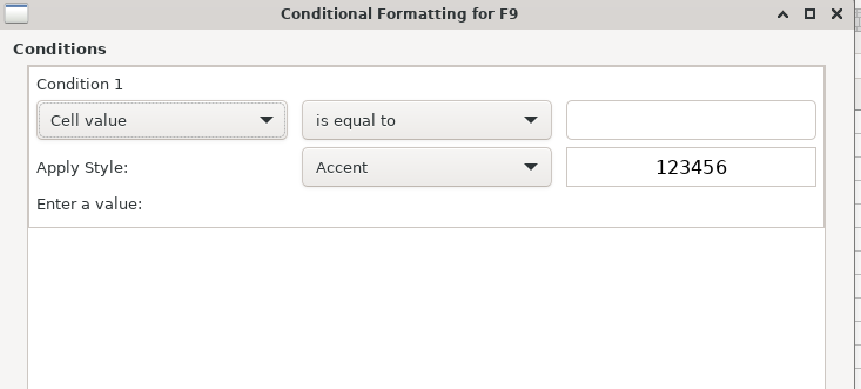 Conditional Formatting for F9
Conditions
Condition 1
Cell value is equal to
Apply Style: Accent 123456
Enter a value: